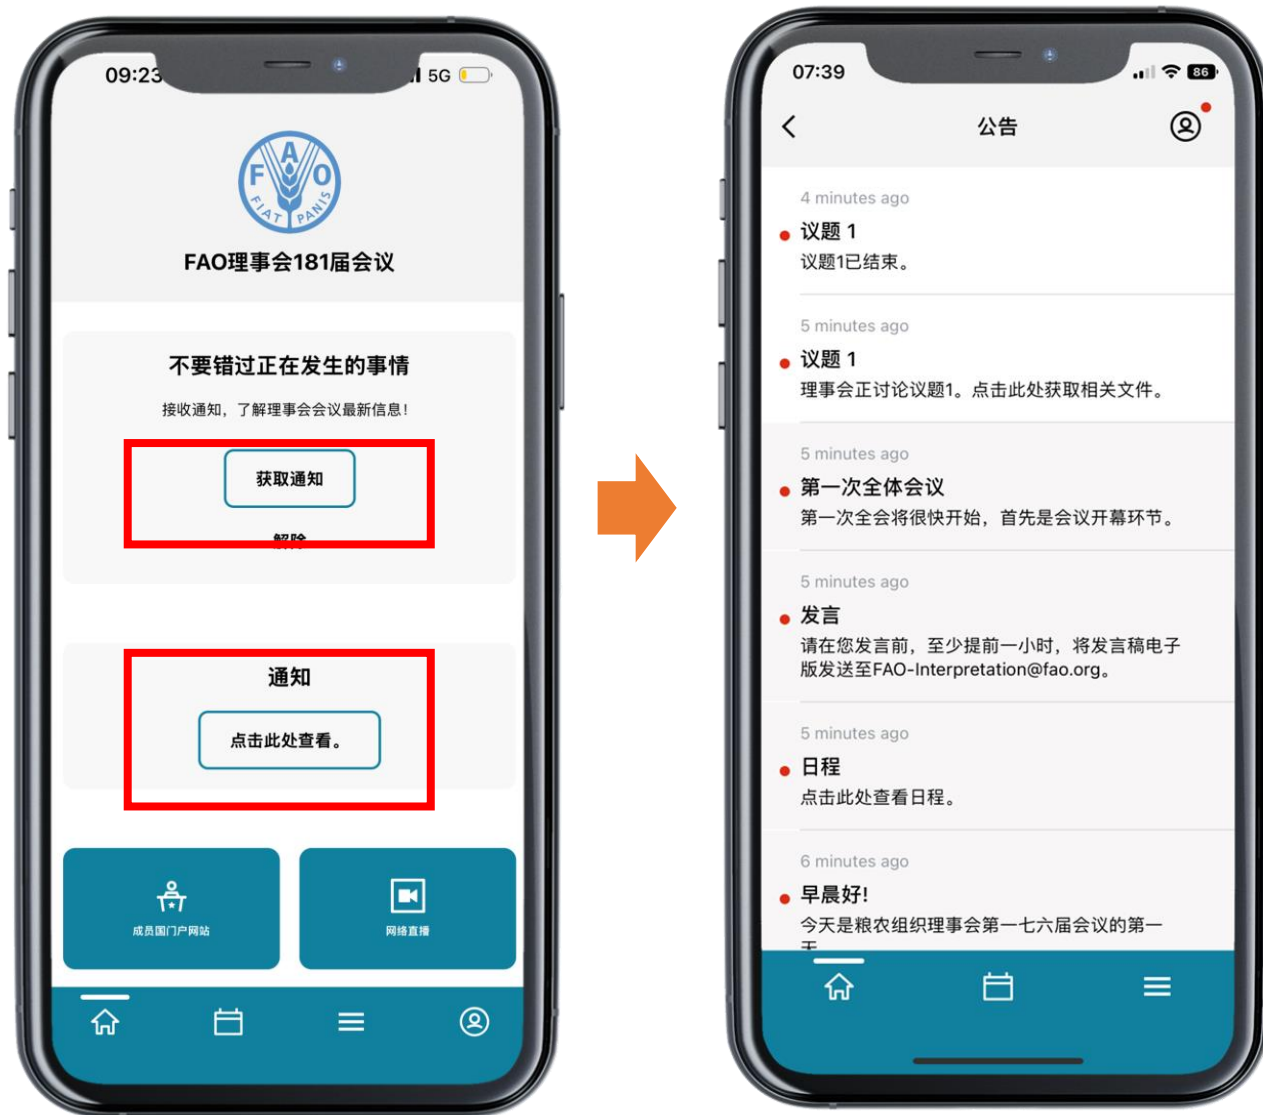 09:23
5G
FAO
FIAT PANIS
FAO理事会181届会议
不要错过正在发生的事情
接收通知，了解理事会会议最新信息！
获取通知
解除
通知
点击此处查看。
成员国门户网站
网络直播
07:39
86
公告
4 minutes ago
议题 1
议题1已结束。
5 minutes ago
议题 1
理事会正讨论议题1。点击此处获取相关文件。
5 minutes ago
第一次全体会议
第一次全会将很快开始，首先是会议开幕环节。
5 minutes ago
发言
请在您发言前，至少提前一小时，将发言稿电子
版发送至FAO-Interpretation@fao.org。
5 minutes ago
日程
点击此处查看日程。
6 minutes ago
早晨好!
今天是粮农组织理事会第一七六届会议的第一
天